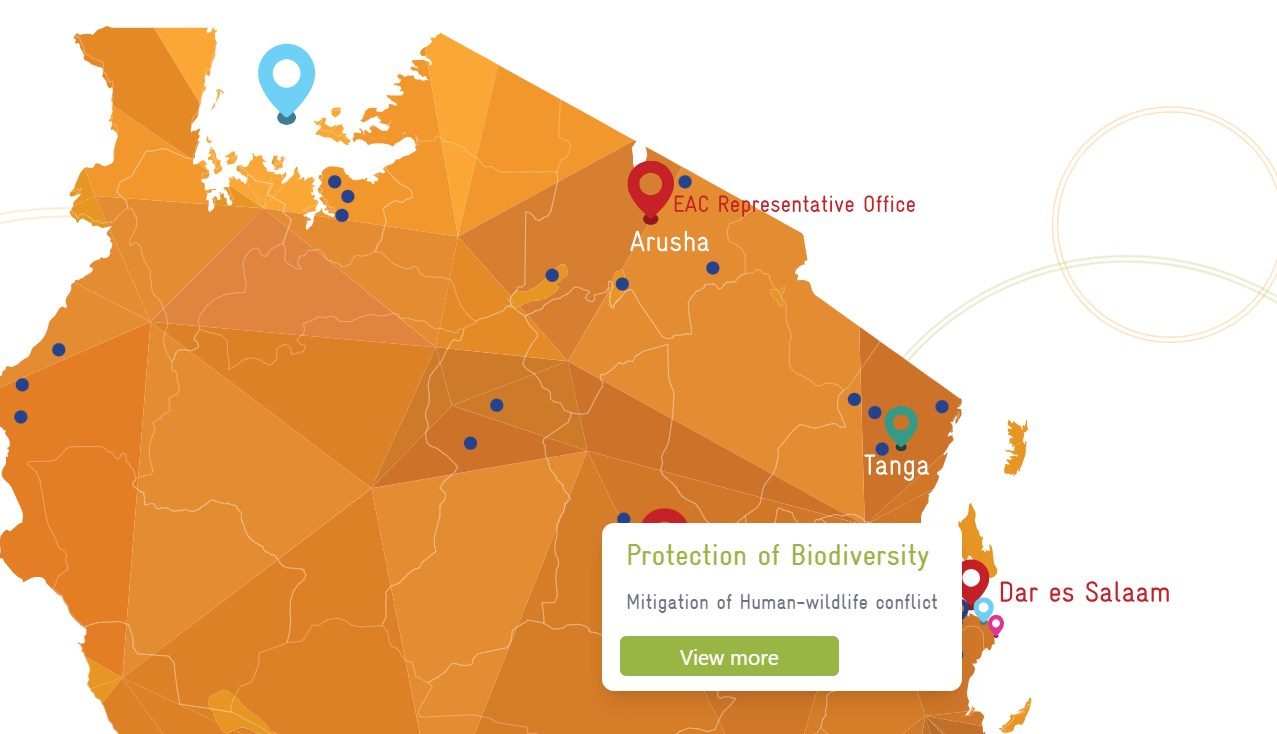 EAC Representative Office
Arusha
Tanga
Protection of Biodiversity
Mitigation of Human-wildlife conflict
View more
Dar es Salaam